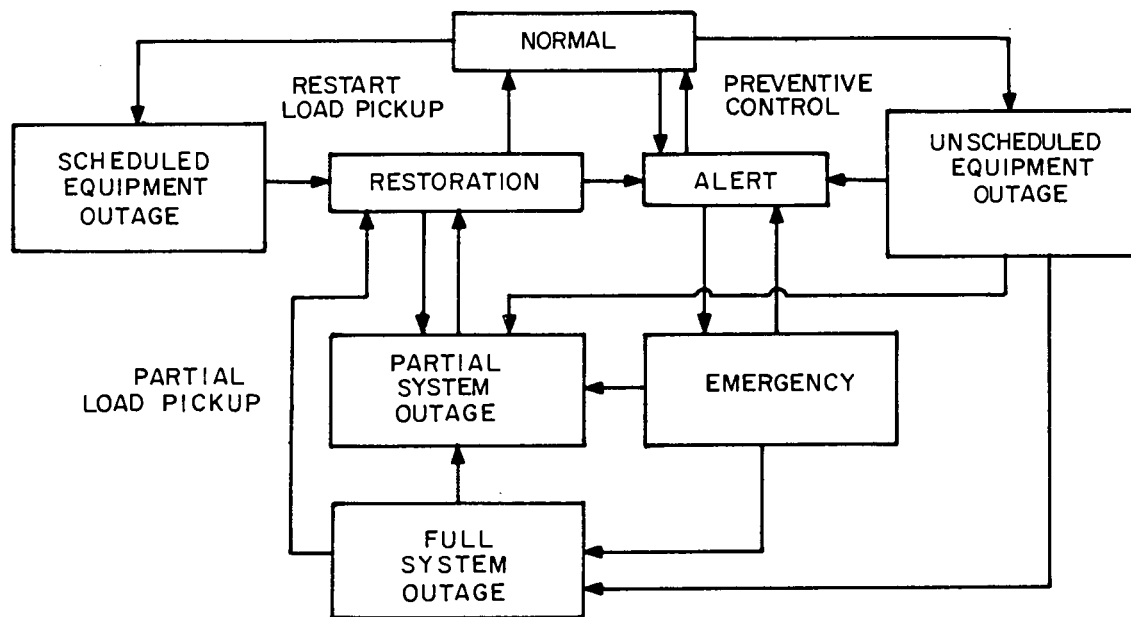 NORMAL
RESTART
LOAD PICKUP
PREVENTIVE
CONTROL
SCHEDULED
EQUIPMENT
OUTAGE
RESTORATION
ALERT
UNSCHEDULED
EQUIPMENT
OUTAGE
PARTIAL
LOAD PICKUP
PARTIAL
SYSTEM
OUTAGE
EMERGENCY
FULL
SYSTEM
OUTAGE